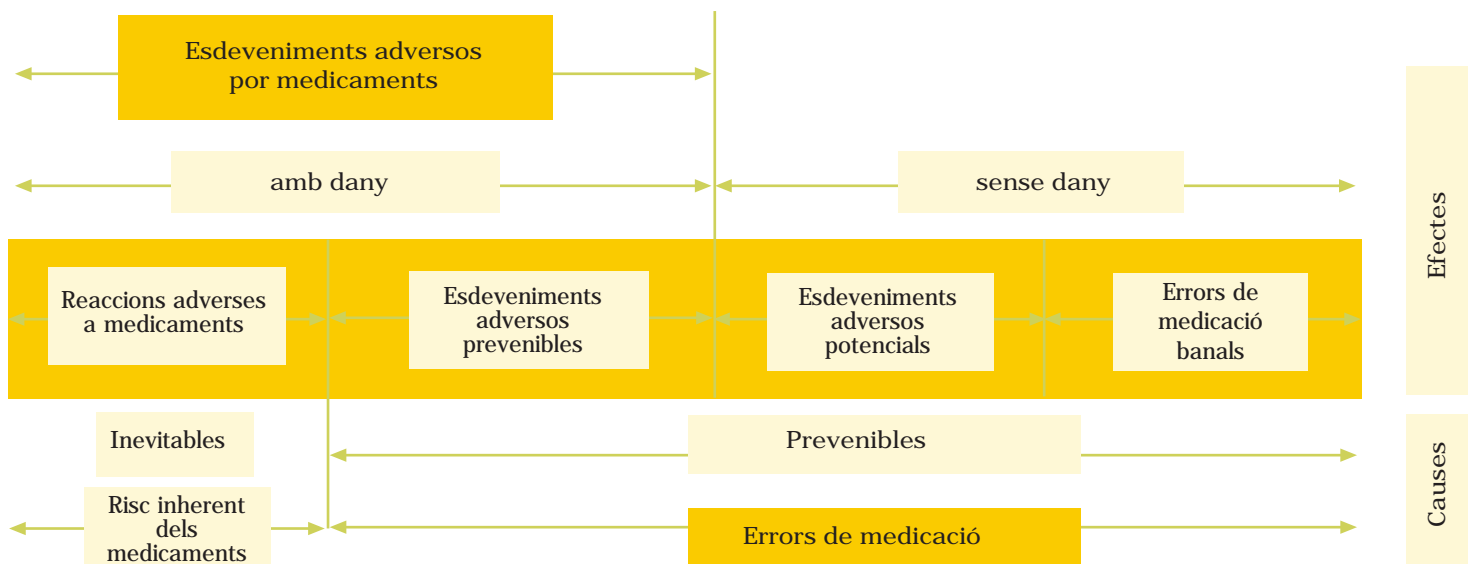 Esdeveniments adversos
por medicaments
amb dany
sense dany
Efectes
Reaccions adverses
a medicaments
Esdeveniments
adversos
prevenibles
Esdeveniments
adversos
potencials
Errors de
medicació
banals
Inevitables
Prevenibles
Causes
Risc inherent
dels
medicaments
Errors de medicació